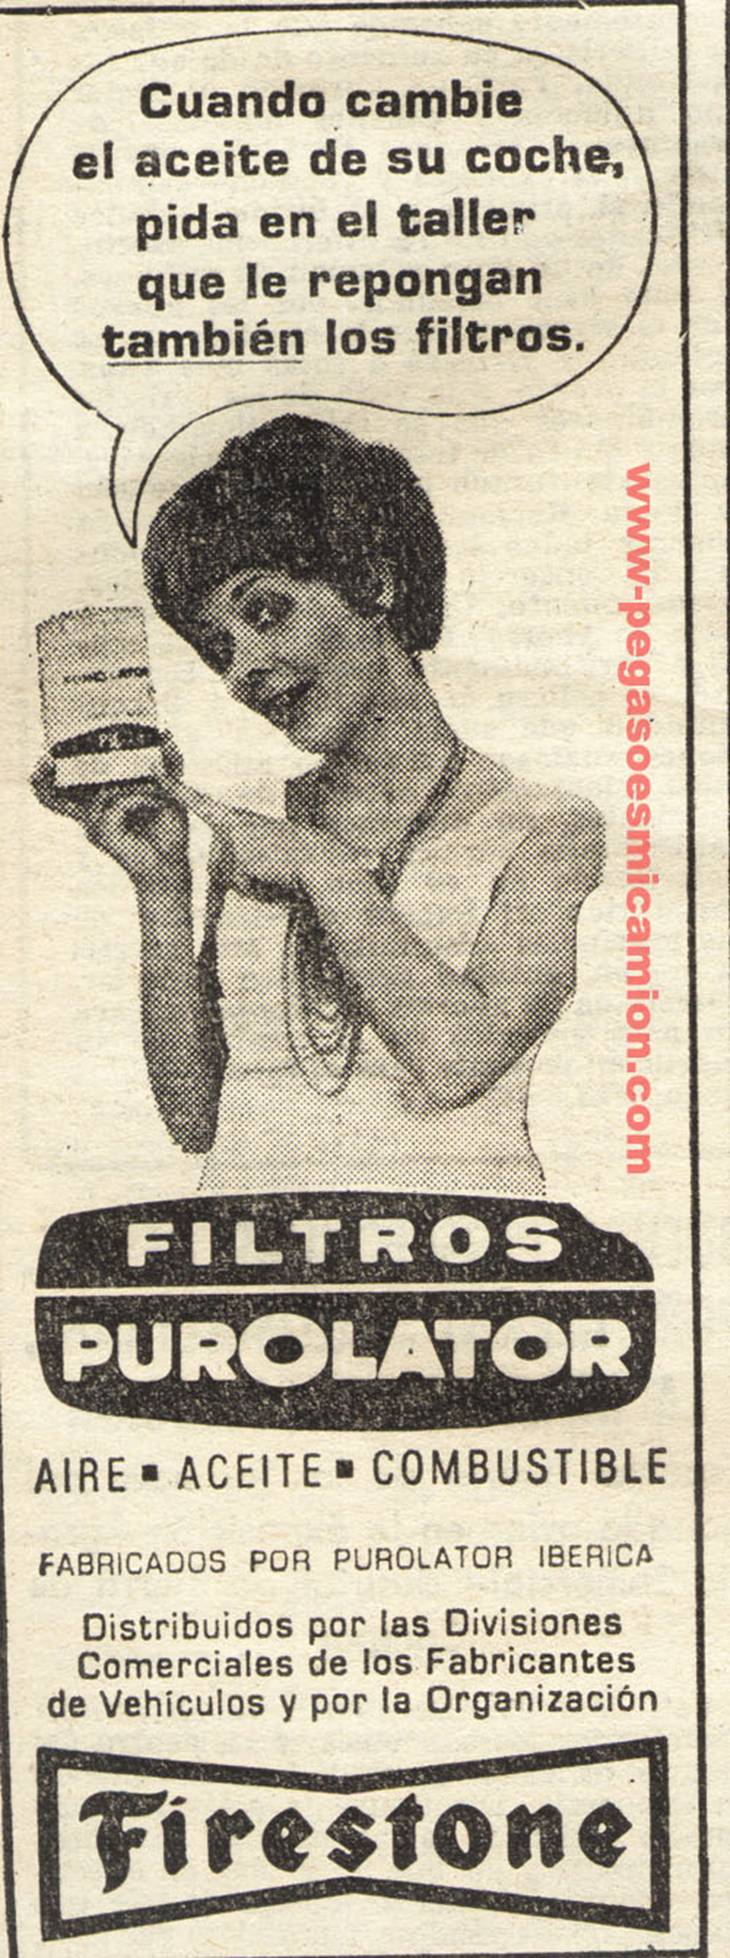 Cuando cambie
el aceite de su coche,
pida en el taller
que le repongan
también los filtros.
www-pegasoesmicamion.com
FILTROS
PUROLATOR
AIRE ▪ ACEITE ▪ COMBUSTIBLE
FABRICADOS POR PUROLATOR IBERICA
Distribuidos por las Divisiones
Comerciales de los Fabricantes
de Vehículos y por la Organización
Firestone